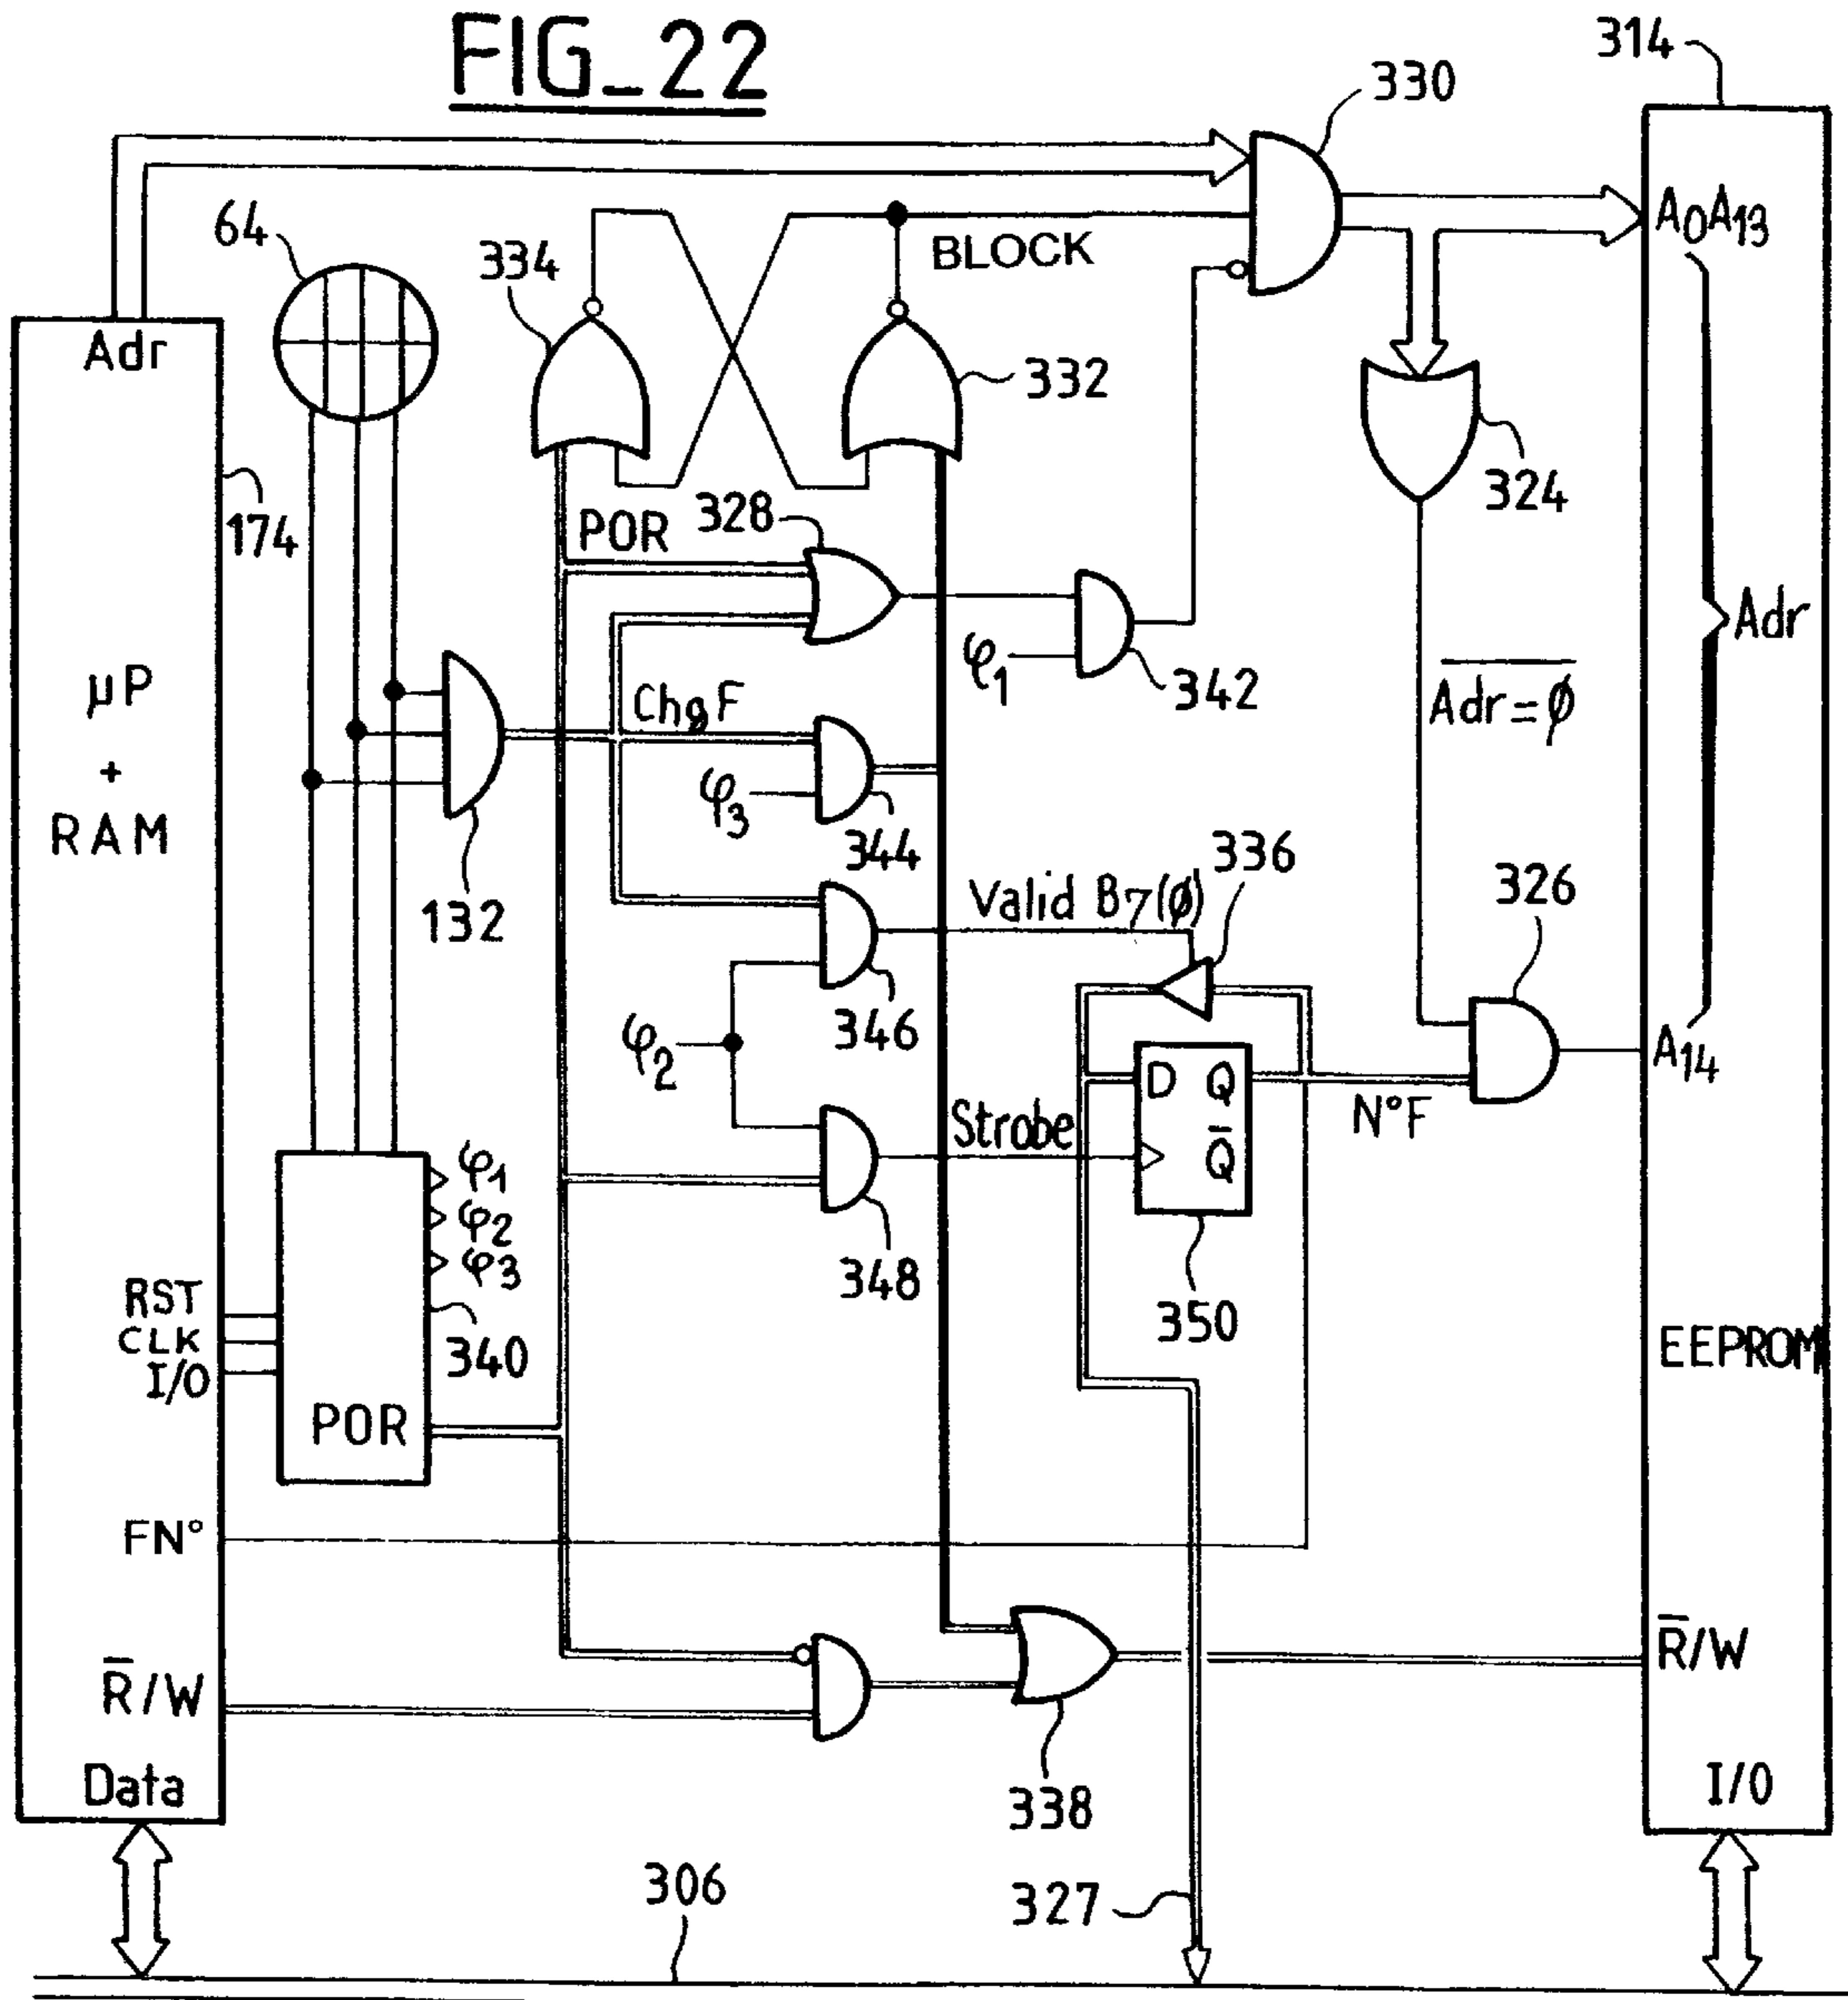 FIG_22
314
330
64
334
BLOCK
A0A13
Adr
332
324
174
POR
328
φ1
342
Adr
Adr=ϕ
µP
+
RAM
ChgF
φ3
344
132
Valid B7(ϕ)
336
326
346
φ2
D Q
Q̅
A14
N°F
Strobe
φ1
φ2
φ3
348
350
RST
CLK
I/O
340
POR
EEPROM
FN°
R̅/W
R̅/W
Data
338
I/O
306
327